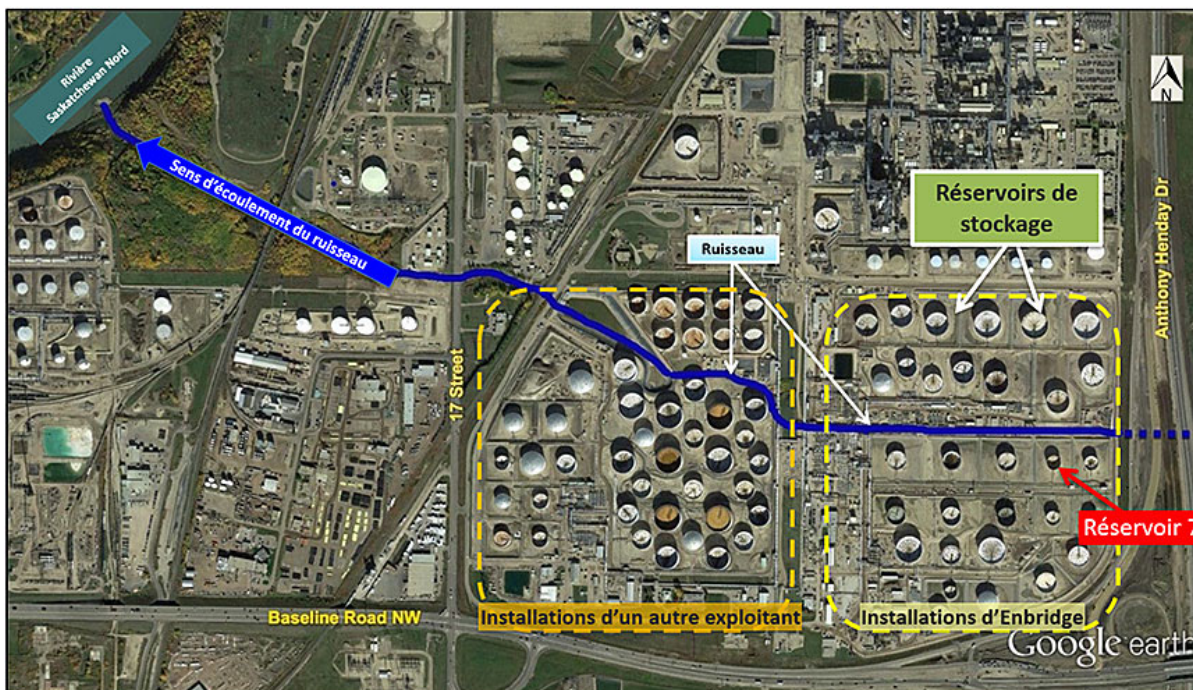 Rivière
Saskatchewan Nord
Sens d'écoulement du ruisseau
N
Réservoirs de
stockage
Ruisseau
Anthony Henday Dr
17 Street
Réservoir 7
Baseline Road NW
Installations d'un autre exploitant
Installations d'Enbridge
Google earth